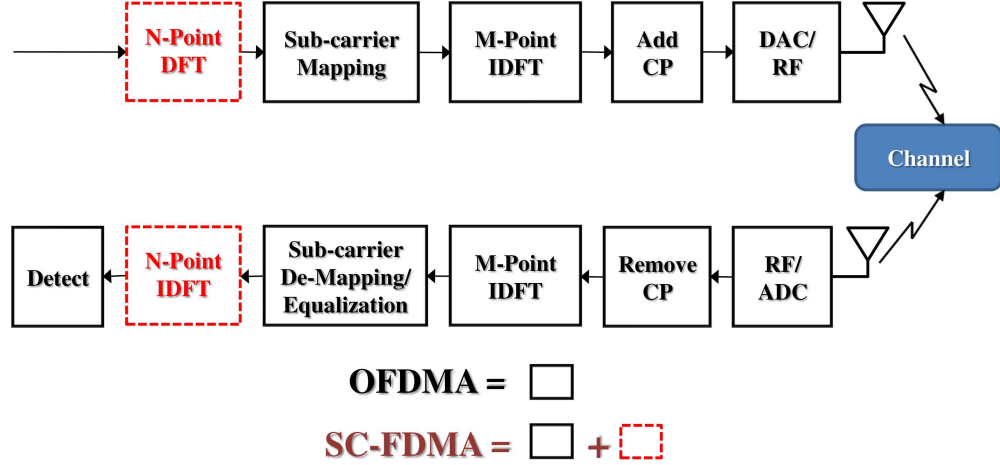 N-Point
DFT
Sub-carrier
Mapping
M-Point
IDFT
Add
CP
DAC/
RF
Channel
Detect
N-Point
IDFT
Sub-carrier
De-Mapping/
Equalization
M-Point
IDFT
Remove
CP
RF/
ADC
OFDMA =
SC-FDMA = +